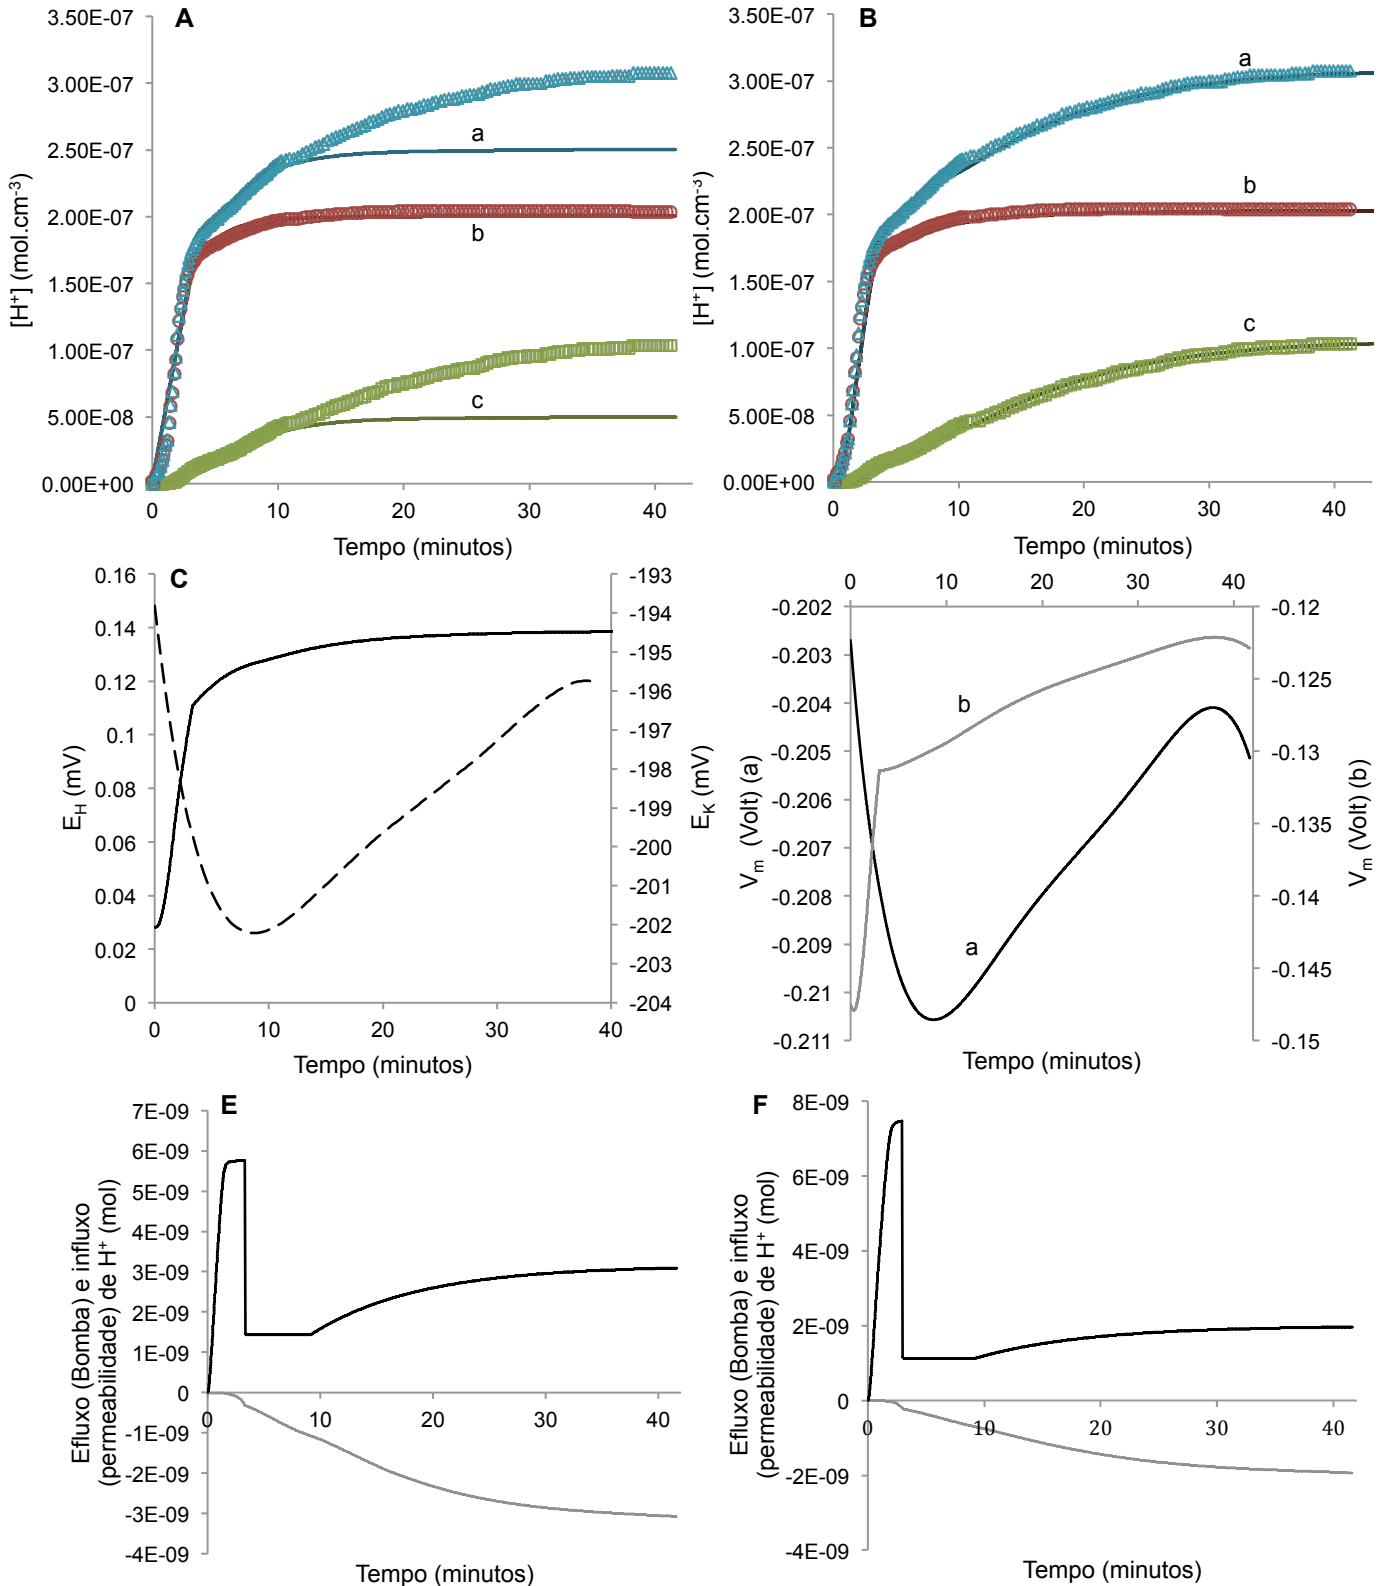 A
3.50E-07
3.00E-07
2.50E-07
2.00E-07
1.50E-07
1.00E-07
5.00E-08
0.00E+00
[H+] (mol.cm-3)
a
b
c
0 10 20 30 40
Tempo (minutos)
B
3.50E-07
3.00E-07
2.50E-07
2.00E-07
1.50E-07
1.00E-07
5.00E-08
0.00E+00
[H+] (mol.cm-3)
a
b
c
0 10 20 30 40
Tempo (minutos)
C
0.16
0.14
0.12
0.1
0.08
0.06
0.04
0.02
0
EH (mV)
-193
-194
-195
-196
-197
-198
-199
-200
-201
-202
-203
-204
EK (mV)
0 10 20 30 40
Tempo (minutos)
0 10 20 30 40
-0.202
-0.203
-0.204
-0.205
-0.206
-0.207
-0.208
-0.209
-0.21
-0.211
Vm (Volt) (a)
b
a
-0.12
-0.125
-0.13
-0.135
-0.14
-0.145
-0.15
Vm (Volt) (b)
Tempo (minutos)
E
7E-09
6E-09
5E-09
4E-09
3E-09
2E-09
1E-09
0
-1E-09
-2E-09
-3E-09
-4E-09
Efluxo (Bomba) e influxo
(permeabilidade) de H+ (mol)
0 10 20 30 40
Tempo (minutos)
F
8E-09
6E-09
4E-09
2E-09
0
-2E-09
-4E-09
Efluxo (Bomba) e influxo
(permeabilidade) de H+ (mol)
0 10 20 30 40
Tempo (minutos)